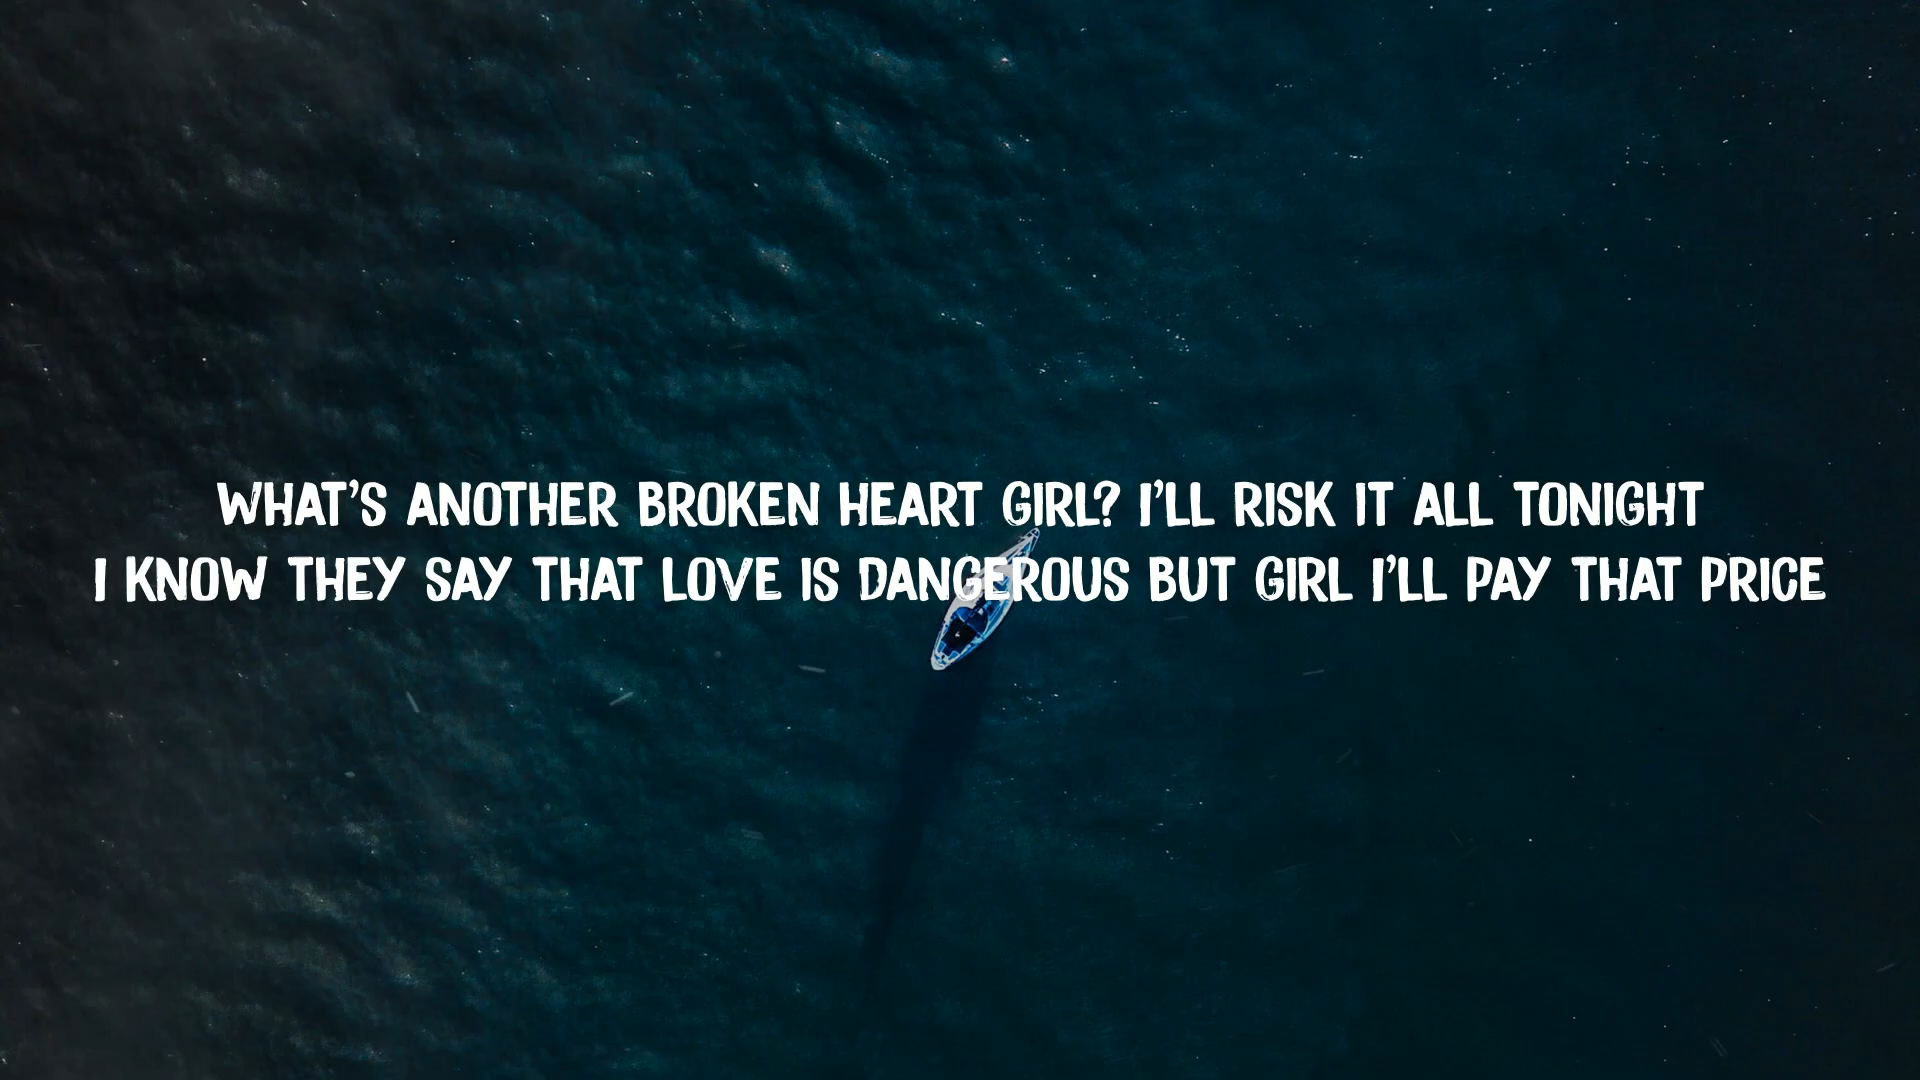 WHAT'S ANOTHER BROKEN HEART GIRL? I'LL RISK IT ALL TONIGHT
I KNOW THEY SAY THAT LOVE IS DANGEROUS BUT GIRL I'LL PAY THAT PRICE